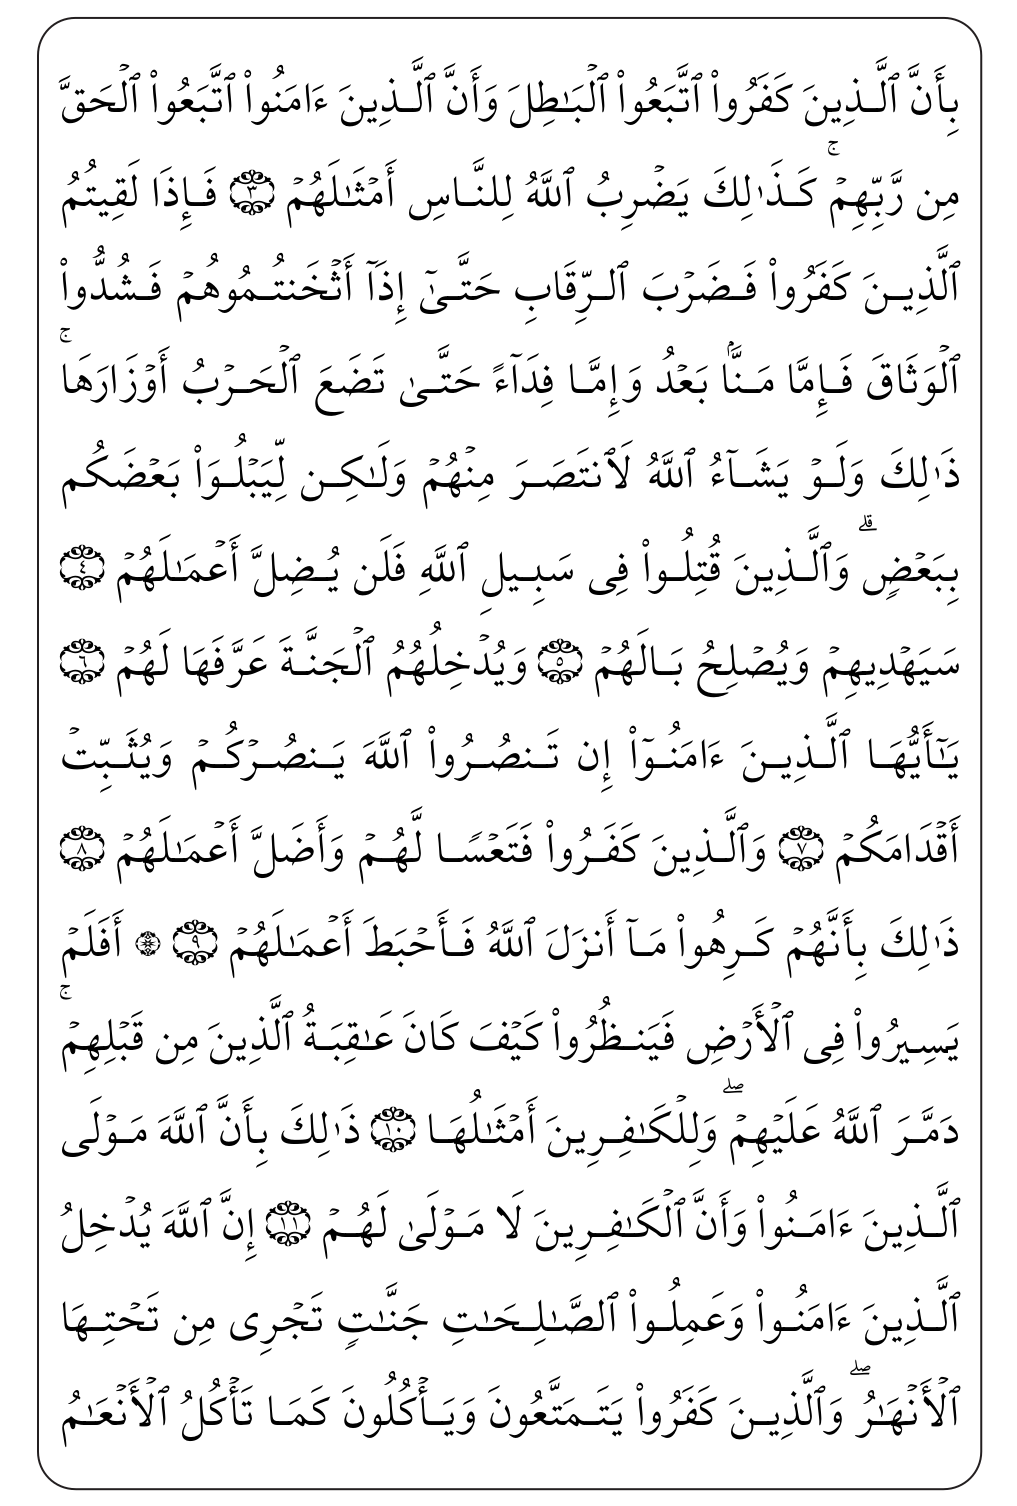 بِأَنَّ ٱلَّذِينَ كَفَرُوا۟ ٱتَّبَعُوا۟ ٱلْبَـٰطِلَ وَأَنَّ ٱلَّذِينَ ءَامَنُوا۟ ٱتَّبَعُوا۟ ٱلْحَقَّ
مِن رَّبِّهِمْ ۚ كَذَٰلِكَ يَضْرِبُ ٱللَّهُ لِلنَّاسِ أَمْثَـٰلَهُمْ ٣ فَإِذَا لَقِيتُمُ
ٱلَّذِينَ كَفَرُوا۟ فَضَرْبَ ٱلرِّقَابِ حَتَّىٰٓ إِذَآ أَثْخَنتُمُوهُمْ فَشُدُّوا۟
ٱلْوَثَاقَ فَإِمَّا مَنًّۢا بَعْدُ وَإِمَّا فِدَآءً حَتَّىٰ تَضَعَ ٱلْحَرْبُ أَوْزَارَهَا ۚ
ذَٰلِكَ وَلَوْ يَشَآءُ ٱللَّهُ لَٱنتَصَرَ مِنْهُمْ وَلَـٰكِن لِّيَبْلُوَا۟ بَعْضَكُم
بِبَعْضٍ ۗ وَٱلَّذِينَ قُتِلُوا۟ فِى سَبِيلِ ٱللَّهِ فَلَن يُضِلَّ أَعْمَـٰلَهُمْ ٤
سَيَهْدِيهِمْ وَيُصْلِحُ بَالَهُمْ ٥ وَيُدْخِلُهُمُ ٱلْجَنَّةَ عَرَّفَهَا لَهُمْ ٦
يَـٰٓأَيُّهَا ٱلَّذِينَ ءَامَنُوٓا۟ إِن تَنصُرُوا۟ ٱللَّهَ يَنصُرْكُمْ وَيُثَبِّتْ
أَقْدَامَكُمْ ٧ وَٱلَّذِينَ كَفَرُوا۟ فَتَعْسًا لَّهُمْ وَأَضَلَّ أَعْمَـٰلَهُمْ ٨
ذَٰلِكَ بِأَنَّهُمْ كَرِهُوا۟ مَآ أَنزَلَ ٱللَّهُ فَأَحْبَطَ أَعْمَـٰلَهُمْ ٩ ۞ أَفَلَمْ
يَسِيرُوا۟ فِى ٱلْأَرْضِ فَيَنظُرُوا۟ كَيْفَ كَانَ عَـٰقِبَةُ ٱلَّذِينَ مِن قَبْلِهِمْ ۚ
دَمَّرَ ٱللَّهُ عَلَيْهِمْ ۖ وَلِلْكَـٰفِرِينَ أَمْثَـٰلُهَا ١٠ ذَٰلِكَ بِأَنَّ ٱللَّهَ مَوْلَى
ٱلَّذِينَ ءَامَنُوا۟ وَأَنَّ ٱلْكَـٰفِرِينَ لَا مَوْلَىٰ لَهُمْ ١١ إِنَّ ٱللَّهَ يُدْخِلُ
ٱلَّذِينَ ءَامَنُوا۟ وَعَمِلُوا۟ ٱلصَّـٰلِحَـٰتِ جَنَّـٰتٍ تَجْرِى مِن تَحْتِهَا
ٱلْأَنْهَـٰرُ ۖ وَٱلَّذِينَ كَفَرُوا۟ يَتَمَتَّعُونَ وَيَأْكُلُونَ كَمَا تَأْكُلُ ٱلْأَنْعَـٰمُ